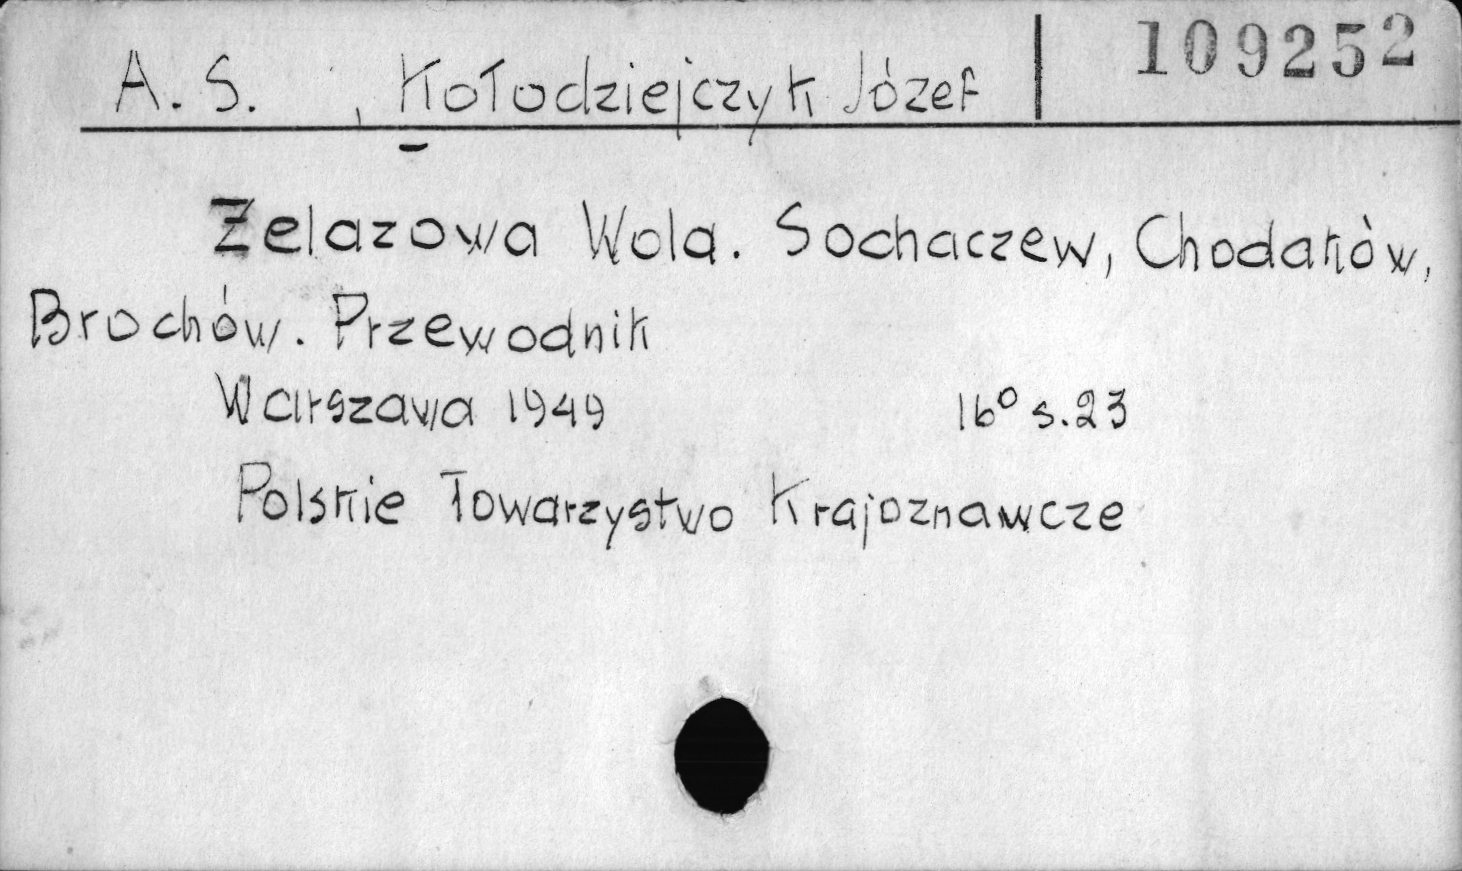 A. S. , Kołodziejczyk Józef 109252
Żelazowa Wola. Sochaczew, Chodaków,
Brochów. Przewodnik
Warszawa 1949 16° s. 23
Polskie Towarzystwo Krajoznawcze